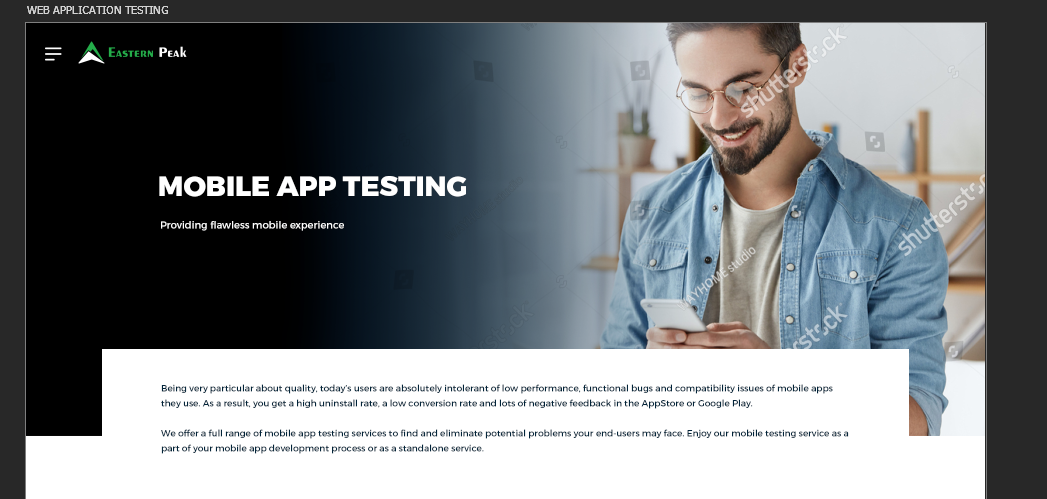 WEB APPLICATION TESTING
EASTERN PEAK
shutterstock
MOBILE APP TESTING
shutterstock
Providing flawless mobile experience
AYHOME studio
Being very particular about quality, today's users are absolutely intolerant of low performance, functional bugs and compatibility issues of mobile apps
they use. As a result, you get a high uninstall rate, a low conversion rate and lots of negative feedback in the AppStore or Google Play.
We offer a full range of mobile app testing services to find and eliminate potential problems your end-users may face. Enjoy our mobile testing service as a
part of your mobile app development process or as a standalone service.